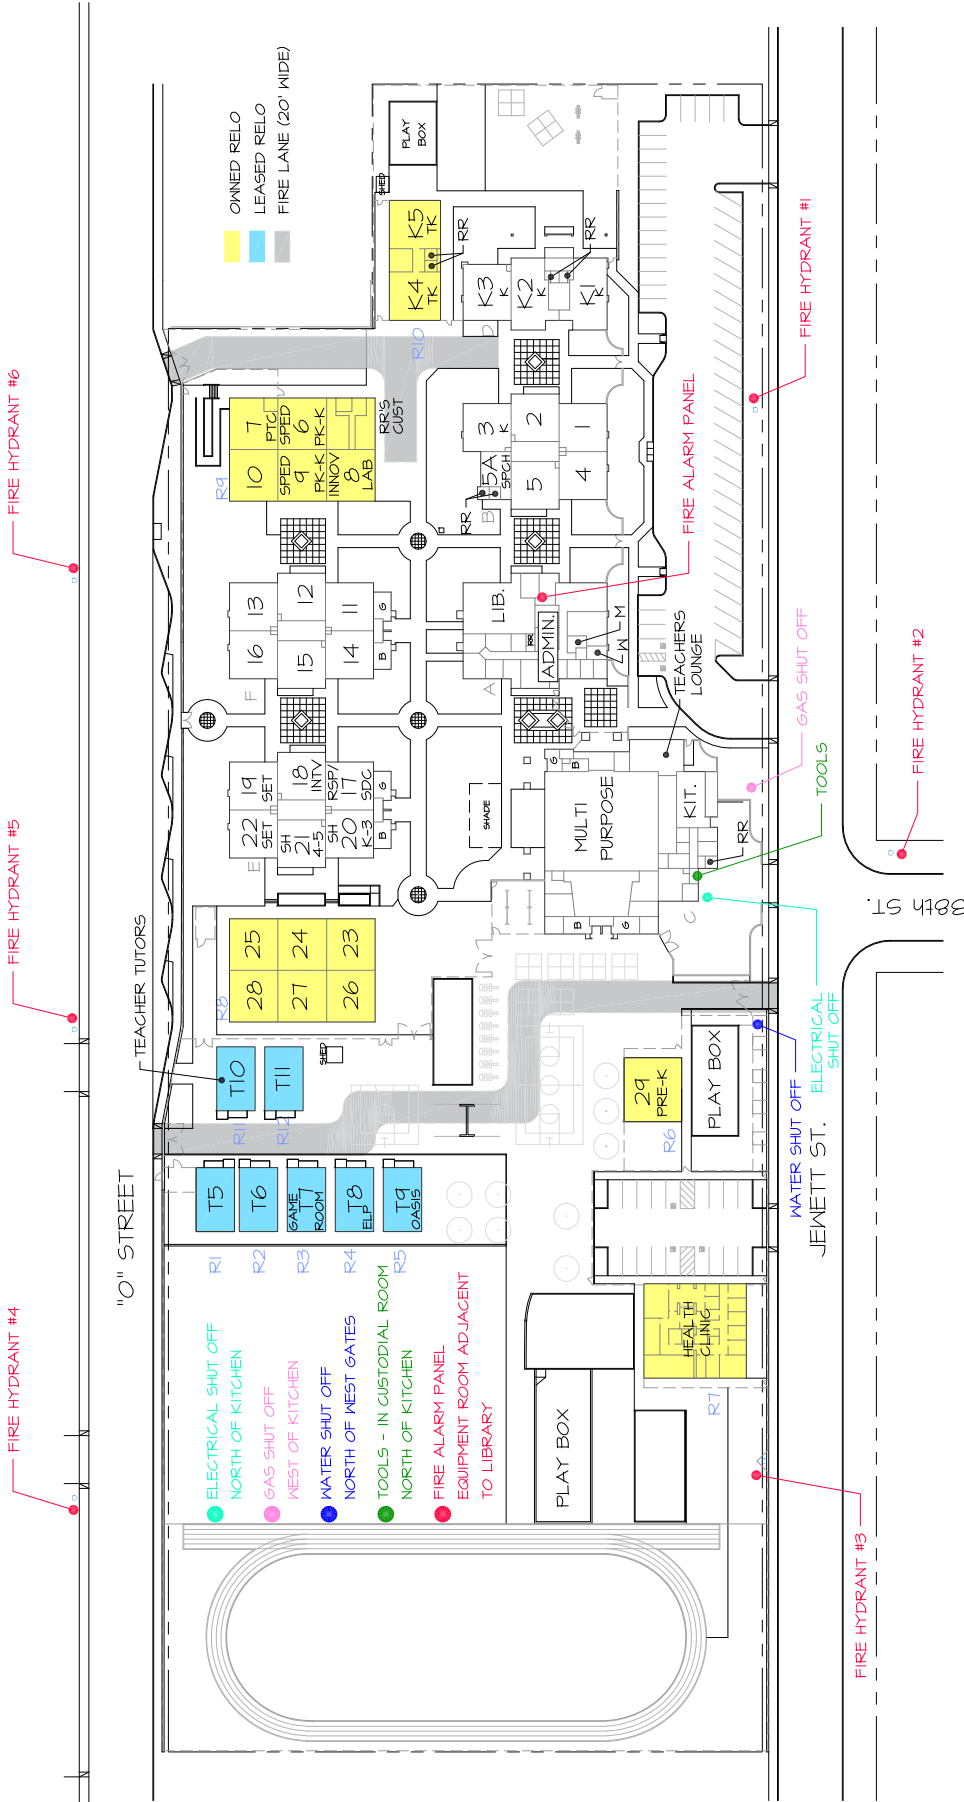 FIRE HYDRANT #4
FIRE HYDRANT #5
FIRE HYDRANT #6
"O" STREET
TEACHER TUTORS
OWNED RELO
LEASED RELO
FIRE LANE (20' WIDE)
R1
R2
R3
R4
R5
T5
T6
GAME
T7
ROOM
T8
ELP
T9
OASIS
R11
R12
T10
T11
SHED
R8
28
25
27
24
26
23
E
22
SET
19
SET
SH
21
4-5
18
INTV
SH
20
K-3
RSP/
17
SDC
B
G
F
16
13
15
12
14
11
B
G
R9
10
7
PTC
SPED
9
PK-K
SPED
6
PK-K
INNOV
8
LAB
RR'S
CUST
R10
K4
TK
K5
TK
RR
SHED
PLAY
BOX
D
K3
K
K2
K
K1
K
RR
B
RR
5A
SPCH
3
K
5
2
4
1
A
LIB.
RR
ADMIN.
W
M
FIRE ALARM PANEL
TEACHERS
LOUNGE
SHADE
G
B
MULTI
PURPOSE
KIT.
RR
B
G
C
R6
29
PRE-K
PLAY BOX
ELECTRICAL SHUT OFF
NORTH OF KITCHEN
GAS SHUT OFF
WEST OF KITCHEN
WATER SHUT OFF
NORTH OF WEST GATES
TOOLS - IN CUSTODIAL ROOM
NORTH OF KITCHEN
FIRE ALARM PANEL
EQUIPMENT ROOM ADJACENT
TO LIBRARY
PLAY BOX
HEALTH
CLINIC
R7
WATER SHUT OFF
ELECTRICAL
SHUT OFF
TOOLS
GAS SHUT OFF
FIRE HYDRANT #1
JEWETT ST.
FIRE HYDRANT #3
FIRE HYDRANT #2
38th ST.